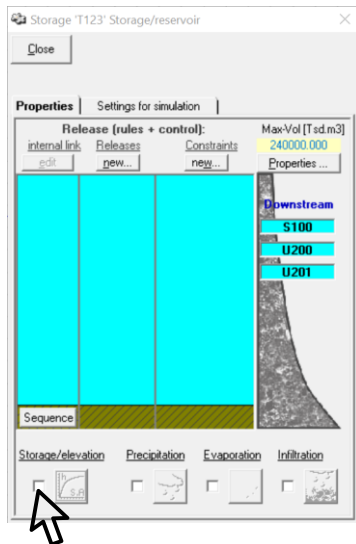 Storage 'T123' Storage/reservoir
Close
Properties Settings for simulation
Release (rules + control): Max-Vol [Tsd.m3]
internal link Releases Constraints 240000.000
edit new... new... Properties ...
Downstream
S100
U200
U201
Sequence
Storage/elevation Precipitation Evaporation Infiltration
h
S,A